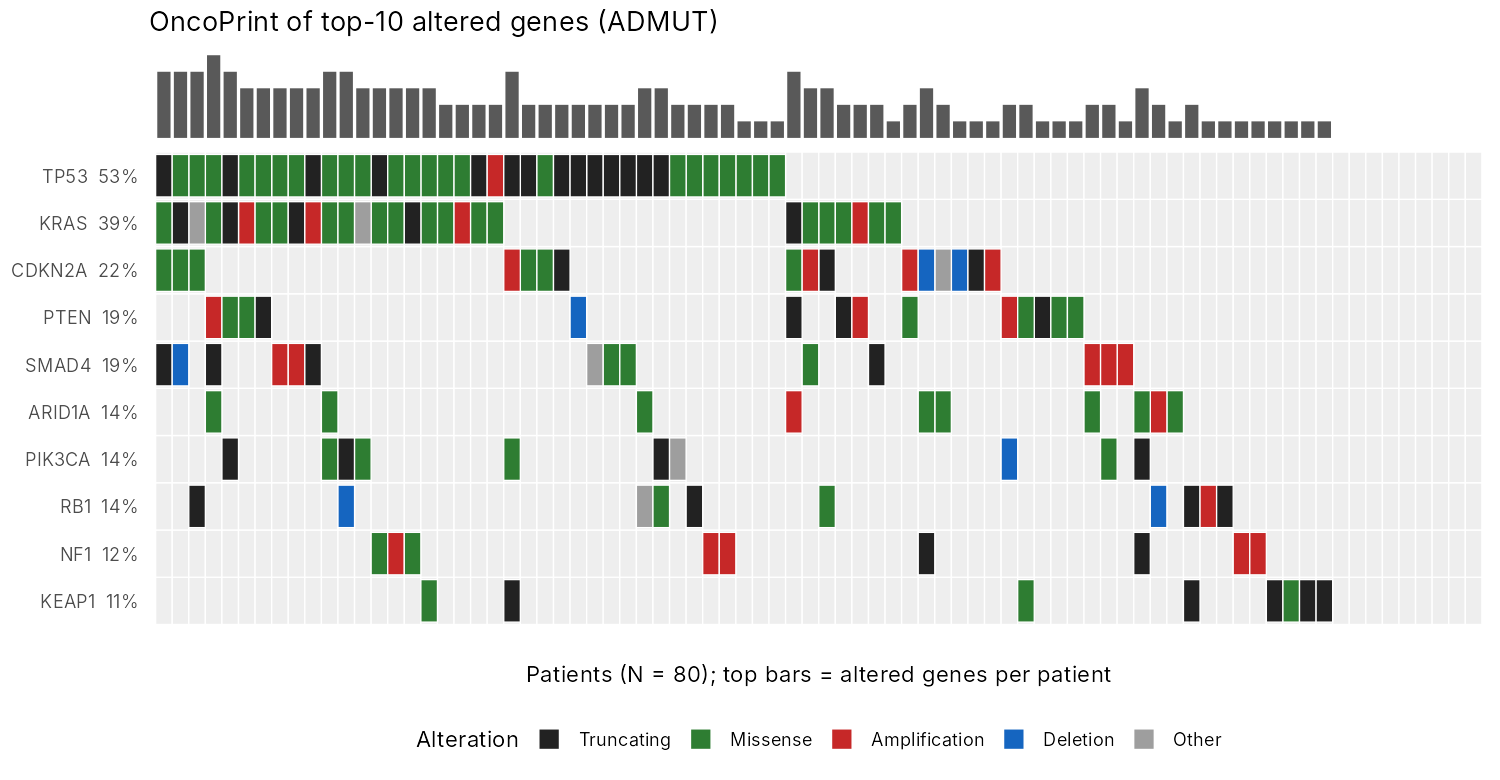 OncoPrint of top-10 altered genes (ADMUT)
TP53 53%
KRAS 39%
CDKN2A 22%
PTEN 19%
SMAD4 19%
ARID1A 14%
PIK3CA 14%
RB1 14%
NF1 12%
KEAP1 11%
Patients (N = 80); top bars = altered genes per patient
Alteration Truncating Missense Amplification Deletion Other